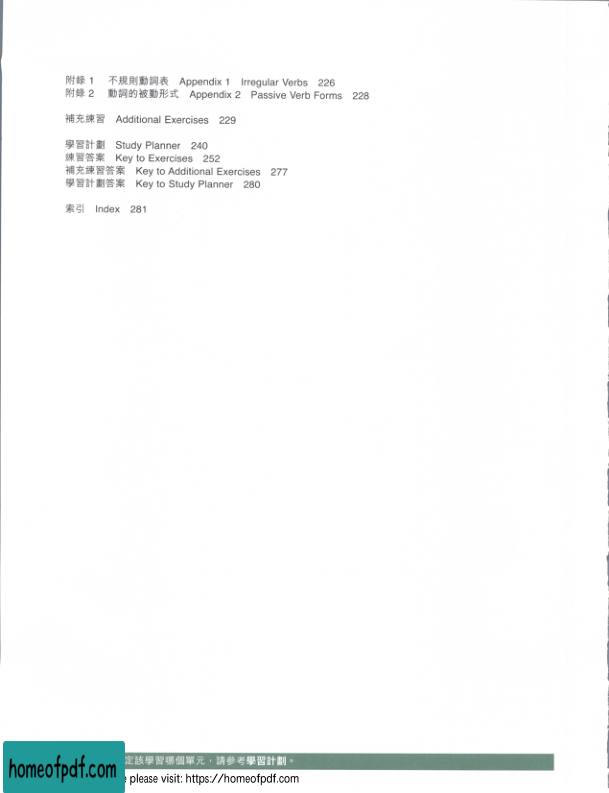 附錄 1 不規則動詞表 Appendix 1 Irregular Verbs 226
附錄 2 動詞的被動形式 Appendix 2 Passive Verb Forms 228
補充練習 Additional Exercises 229
學習計劃 Study Planner 240
練習答案 Key to Exercises 252
補充練習答案 Key to Additional Exercises 277
學習計劃答案 Key to Study Planner 280
索引 Index 281
定該學習哪個單元，請參考學習計劃。
homeofpdf.com
please visit: https://homeofpdf.com